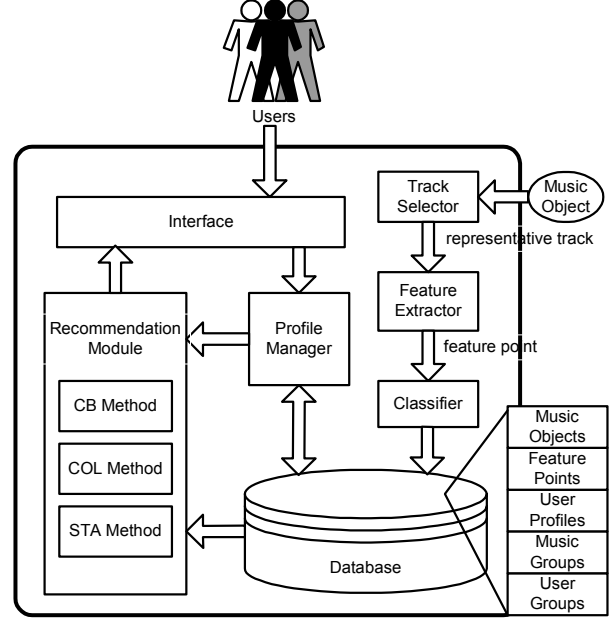 Users
Interface
Track
Selector
Music
Object
representative track
Recommendation
Module
Profile
Manager
Feature
Extractor
feature point
CB Method
Classifier
COL Method
STA Method
Database
Music
Objects
Feature
Points
User
Profiles
Music
Groups
User
Groups